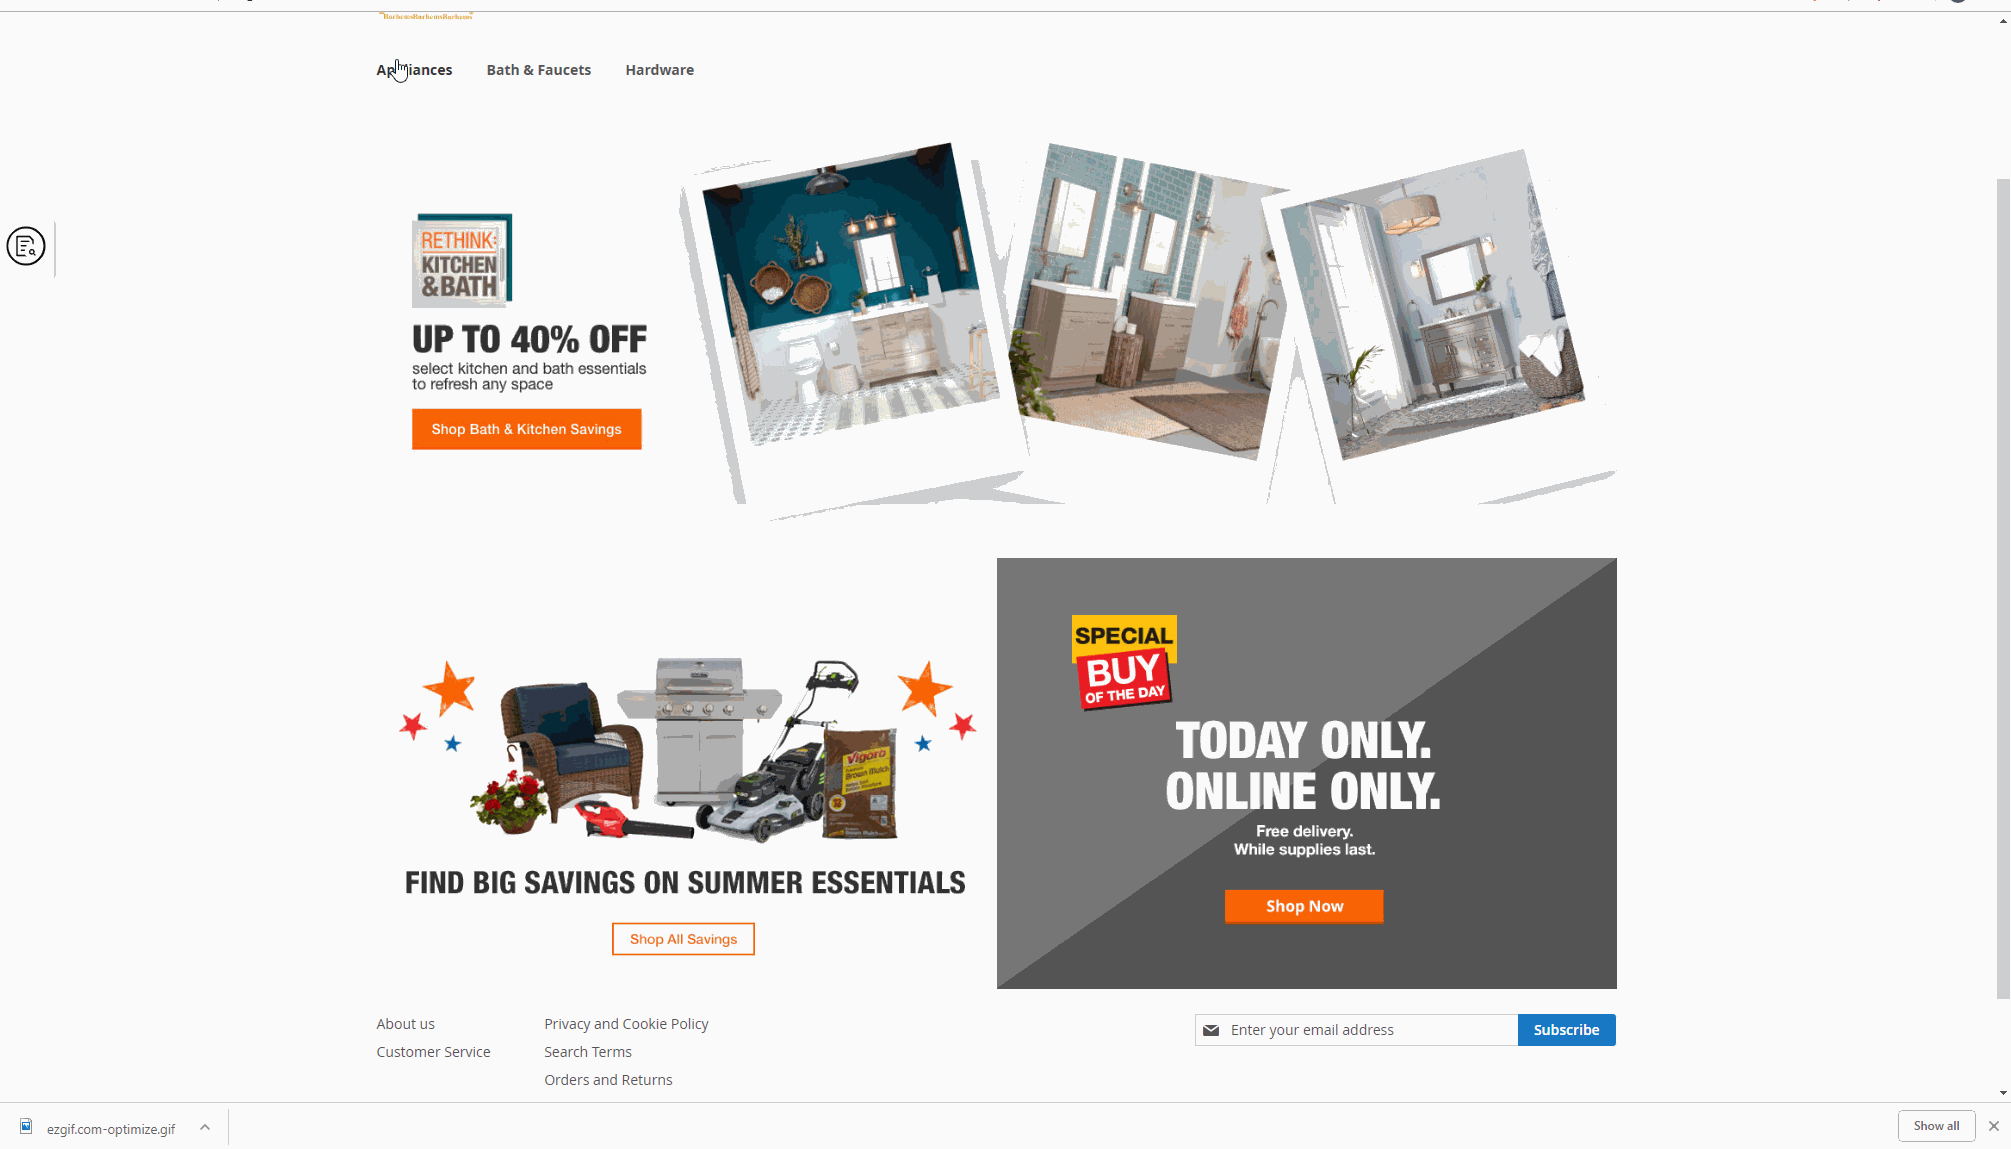 Appliances
Bath & Faucets
Hardware
RETHINK:
KITCHEN
& BATH
UP TO 40% OFF
select kitchen and bath essentials
to refresh any space
Shop Bath & Kitchen Savings
SPECIAL
BUY
OF THE DAY
TODAY ONLY.
ONLINE ONLY.
Free delivery.
While supplies last.
Shop Now
Vigoro
Brown Mulch
FIND BIG SAVINGS ON SUMMER ESSENTIALS
Shop All Savings
About us
Customer Service
Privacy and Cookie Policy
Search Terms
Orders and Returns
Enter your email address
Subscribe
ezgif.com-optimize.gif
Show all